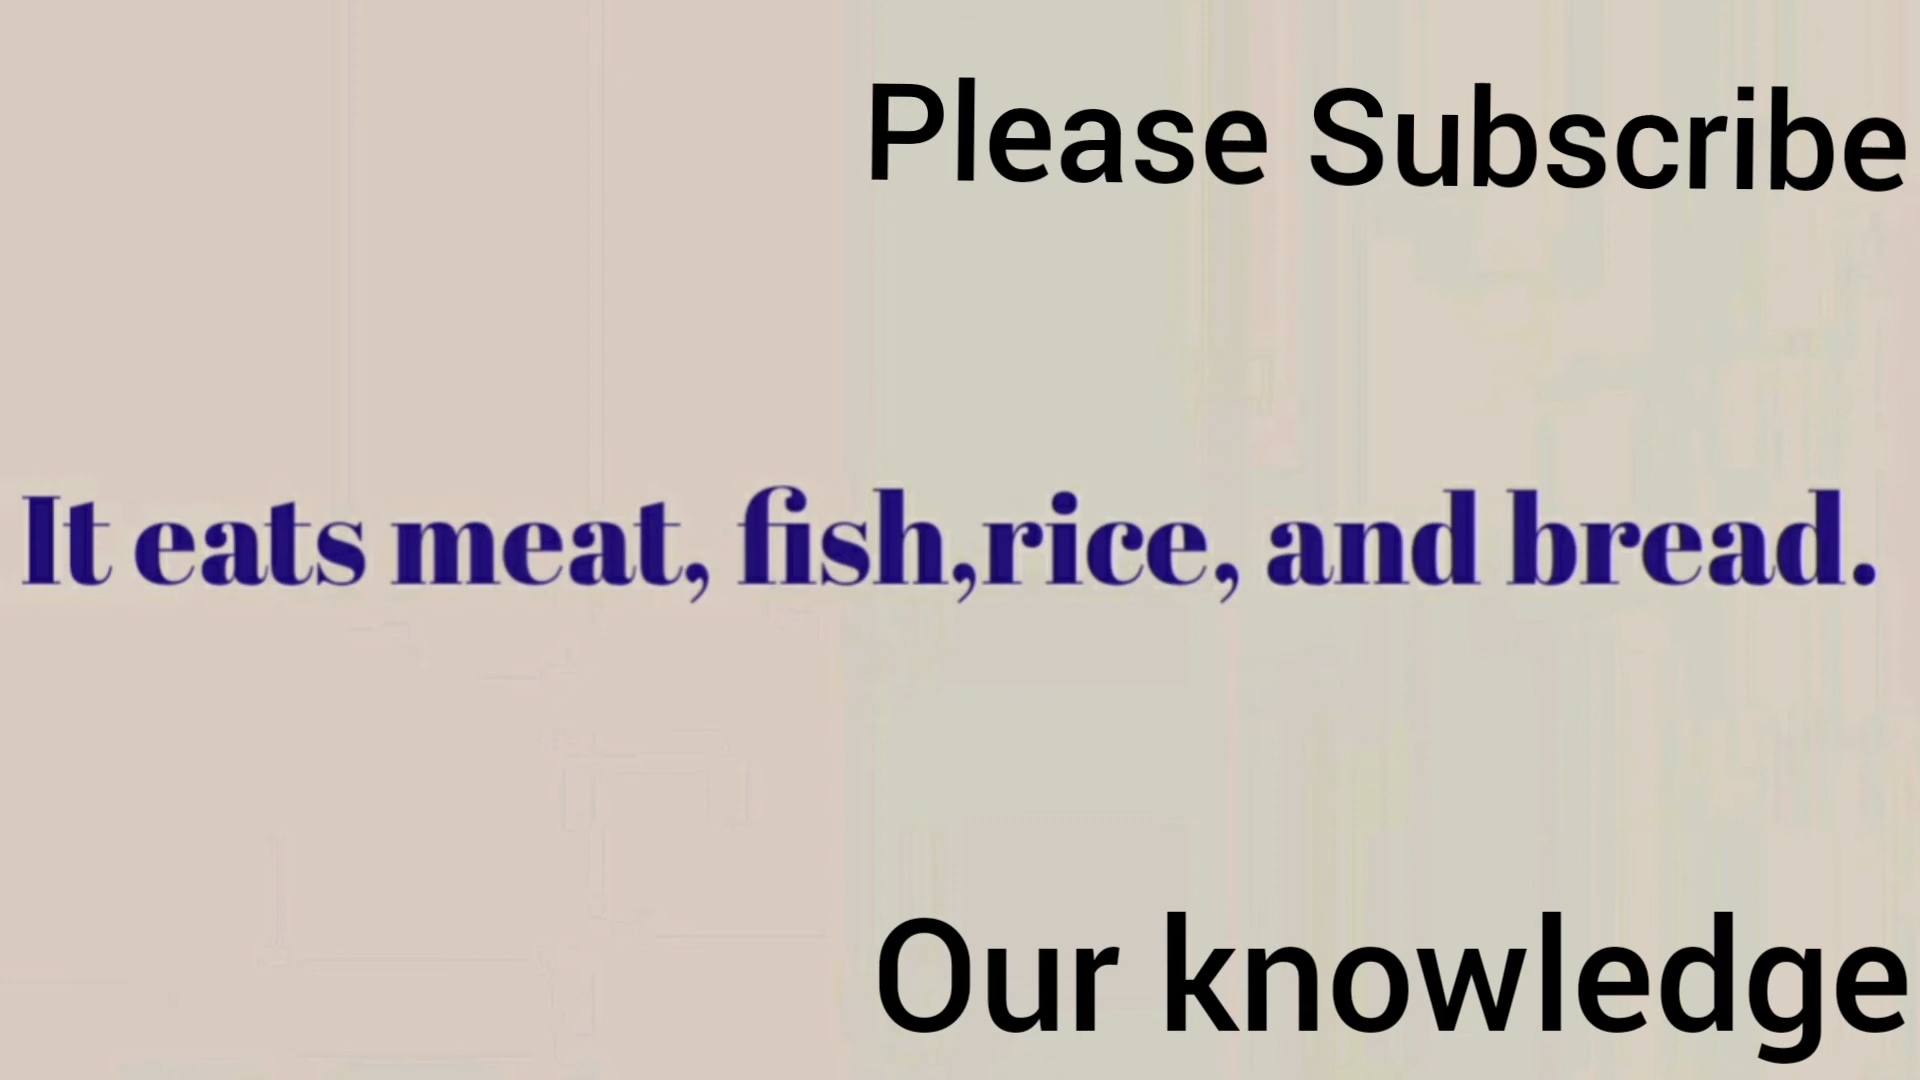 Please Subscribe
It eats meat, fish,rice, and bread.
Our knowledge